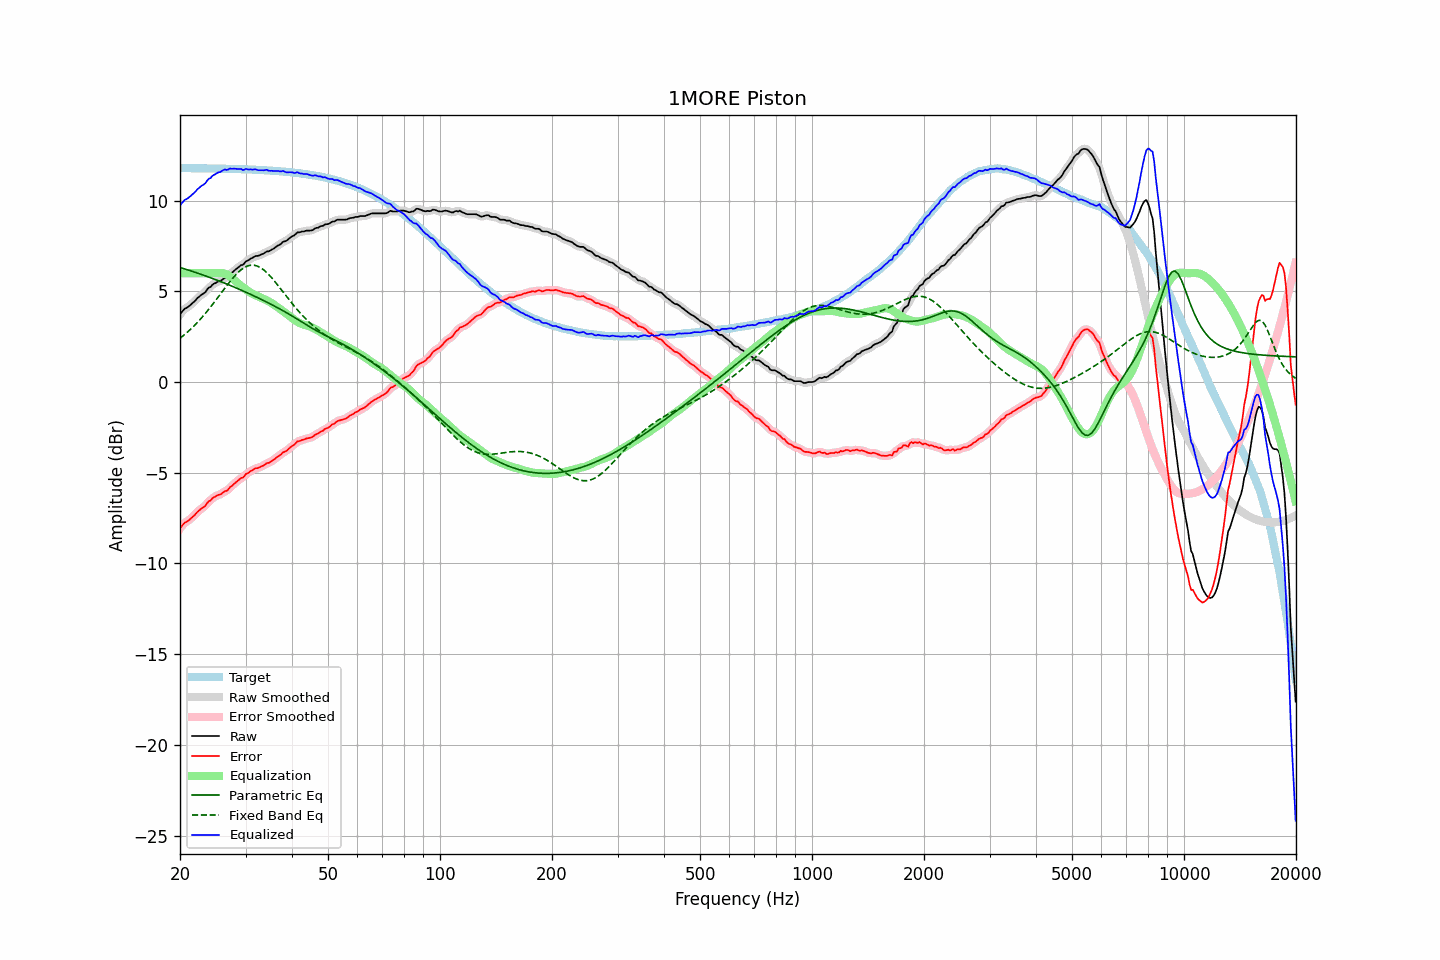 1MORE Piston
Amplitude (dBr)
10
5
0
−5
−10
−15
−20
−25
Target
Raw Smoothed
Error Smoothed
Raw
Error
Equalization
Parametric Eq
Fixed Band Eq
Equalized
20 50 100 200 500 1000 2000 5000 10000 20000
Frequency (Hz)